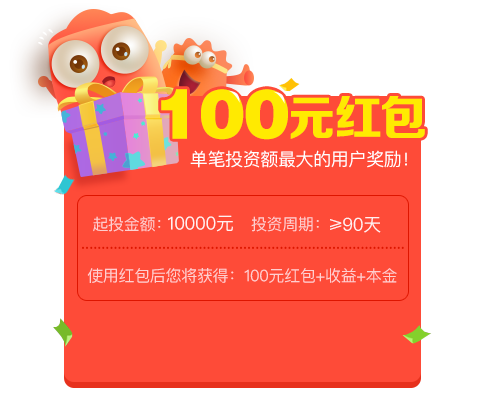 100元红包
单笔投资额最大的用户奖励!
起投金额: 10000元 投资周期: ≥90天
使用红包后您将获得: 100元红包+收益+本金